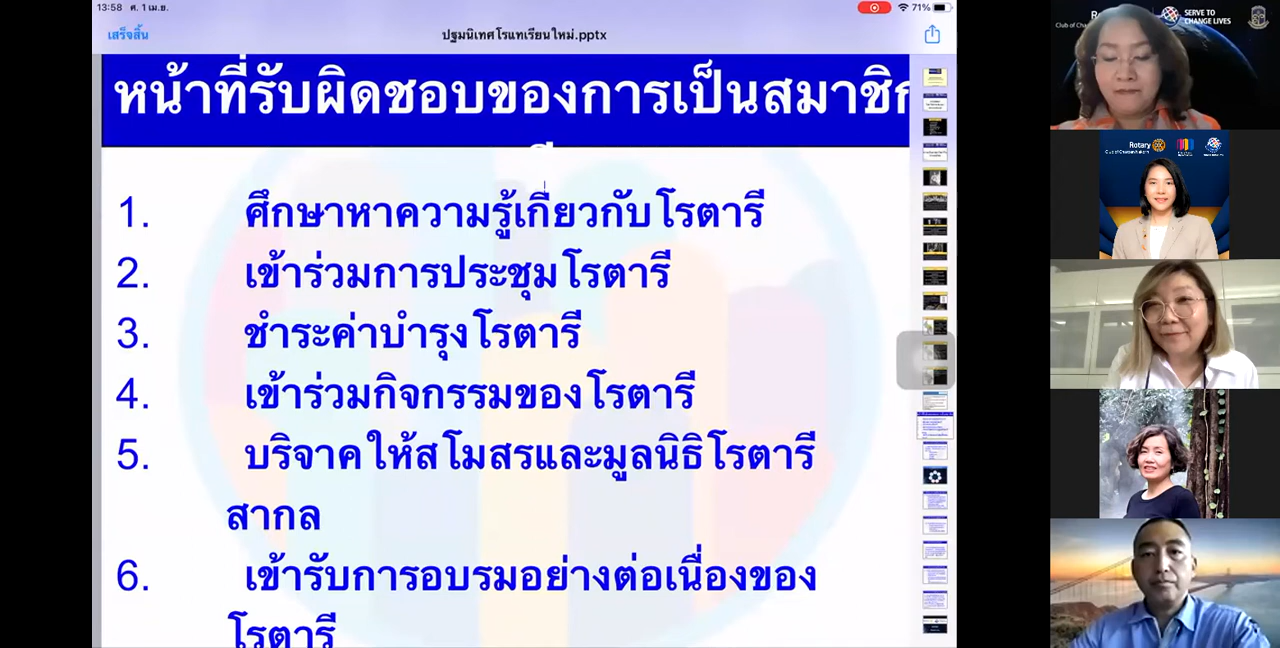 13:58 ศ. 1 เม.ย.
71%
เสร็จสิ้น
ปฐมนิเทศโรแทเรียนใหม่.pptx
หน้าที่รับผิดชอบของการเป็นสมาชิก
1. ศึกษาหาความรู้เกี่ยวกับโรตารี
2. เข้าร่วมการประชุมโรตารี
3. ชำระค่าบำรุงโรตารี
4. เข้าร่วมกิจกรรมของโรตารี
5. บริจาคให้สโมสรและมูลนิธิโรตารี
สากล
6. เข้ารับการอบรมอย่างต่อเนื่องของ
โรตารี
SERVE TO
CHANGE LIVES
Rotary